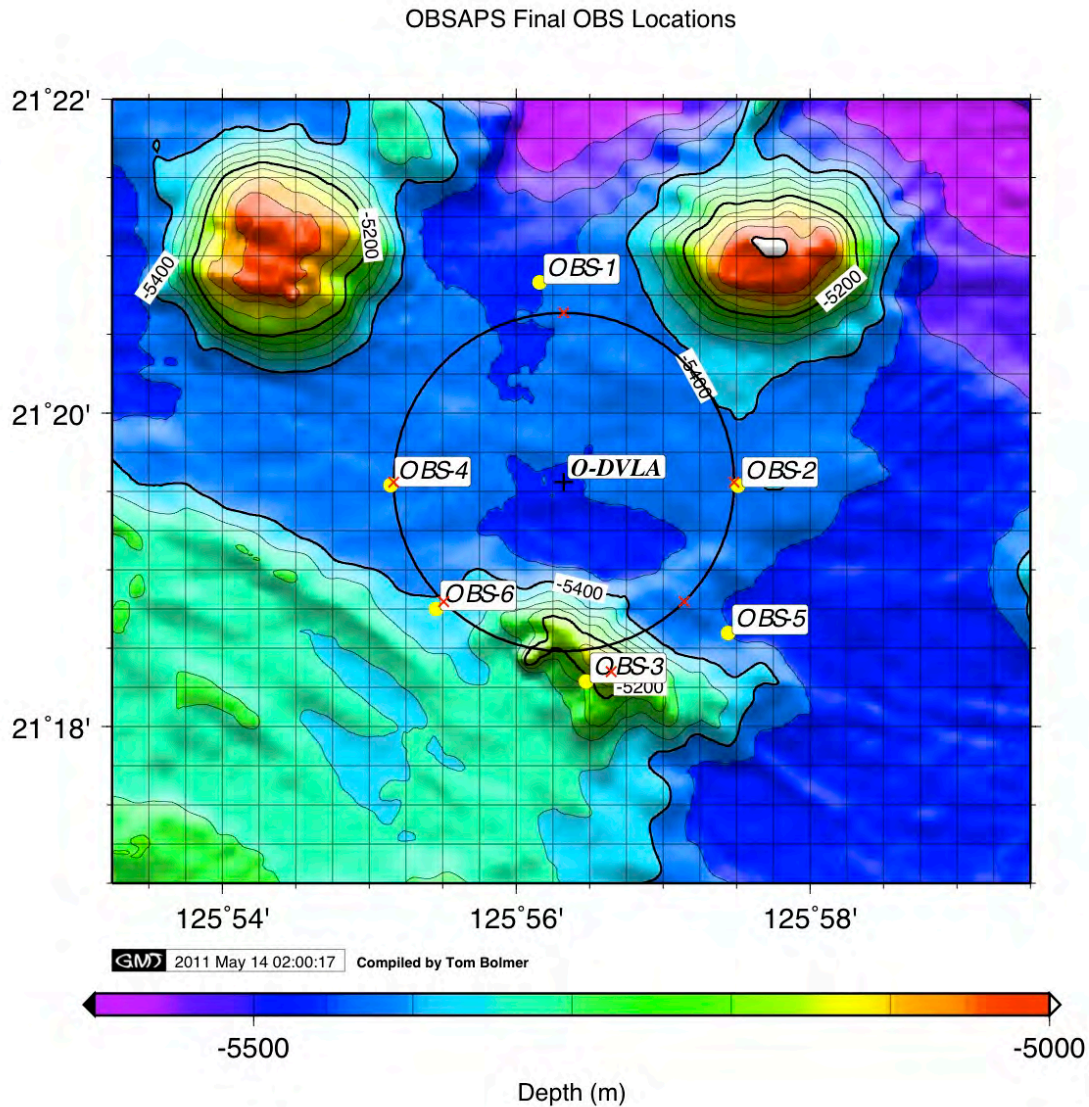 OBSAPS Final OBS Locations
21°22'
-5200
-5400
OBS-1
-5200
-5400
21°20'
OBS-4
O-DVLA
OBS-2
-5400
OBS-6
OBS-5
OBS-3
-5200
21°18'
125°54'
125°56'
125°58'
GMT 2011 May 14 02:00:17 Compiled by Tom Bolmer
-5500
-5000
Depth (m)